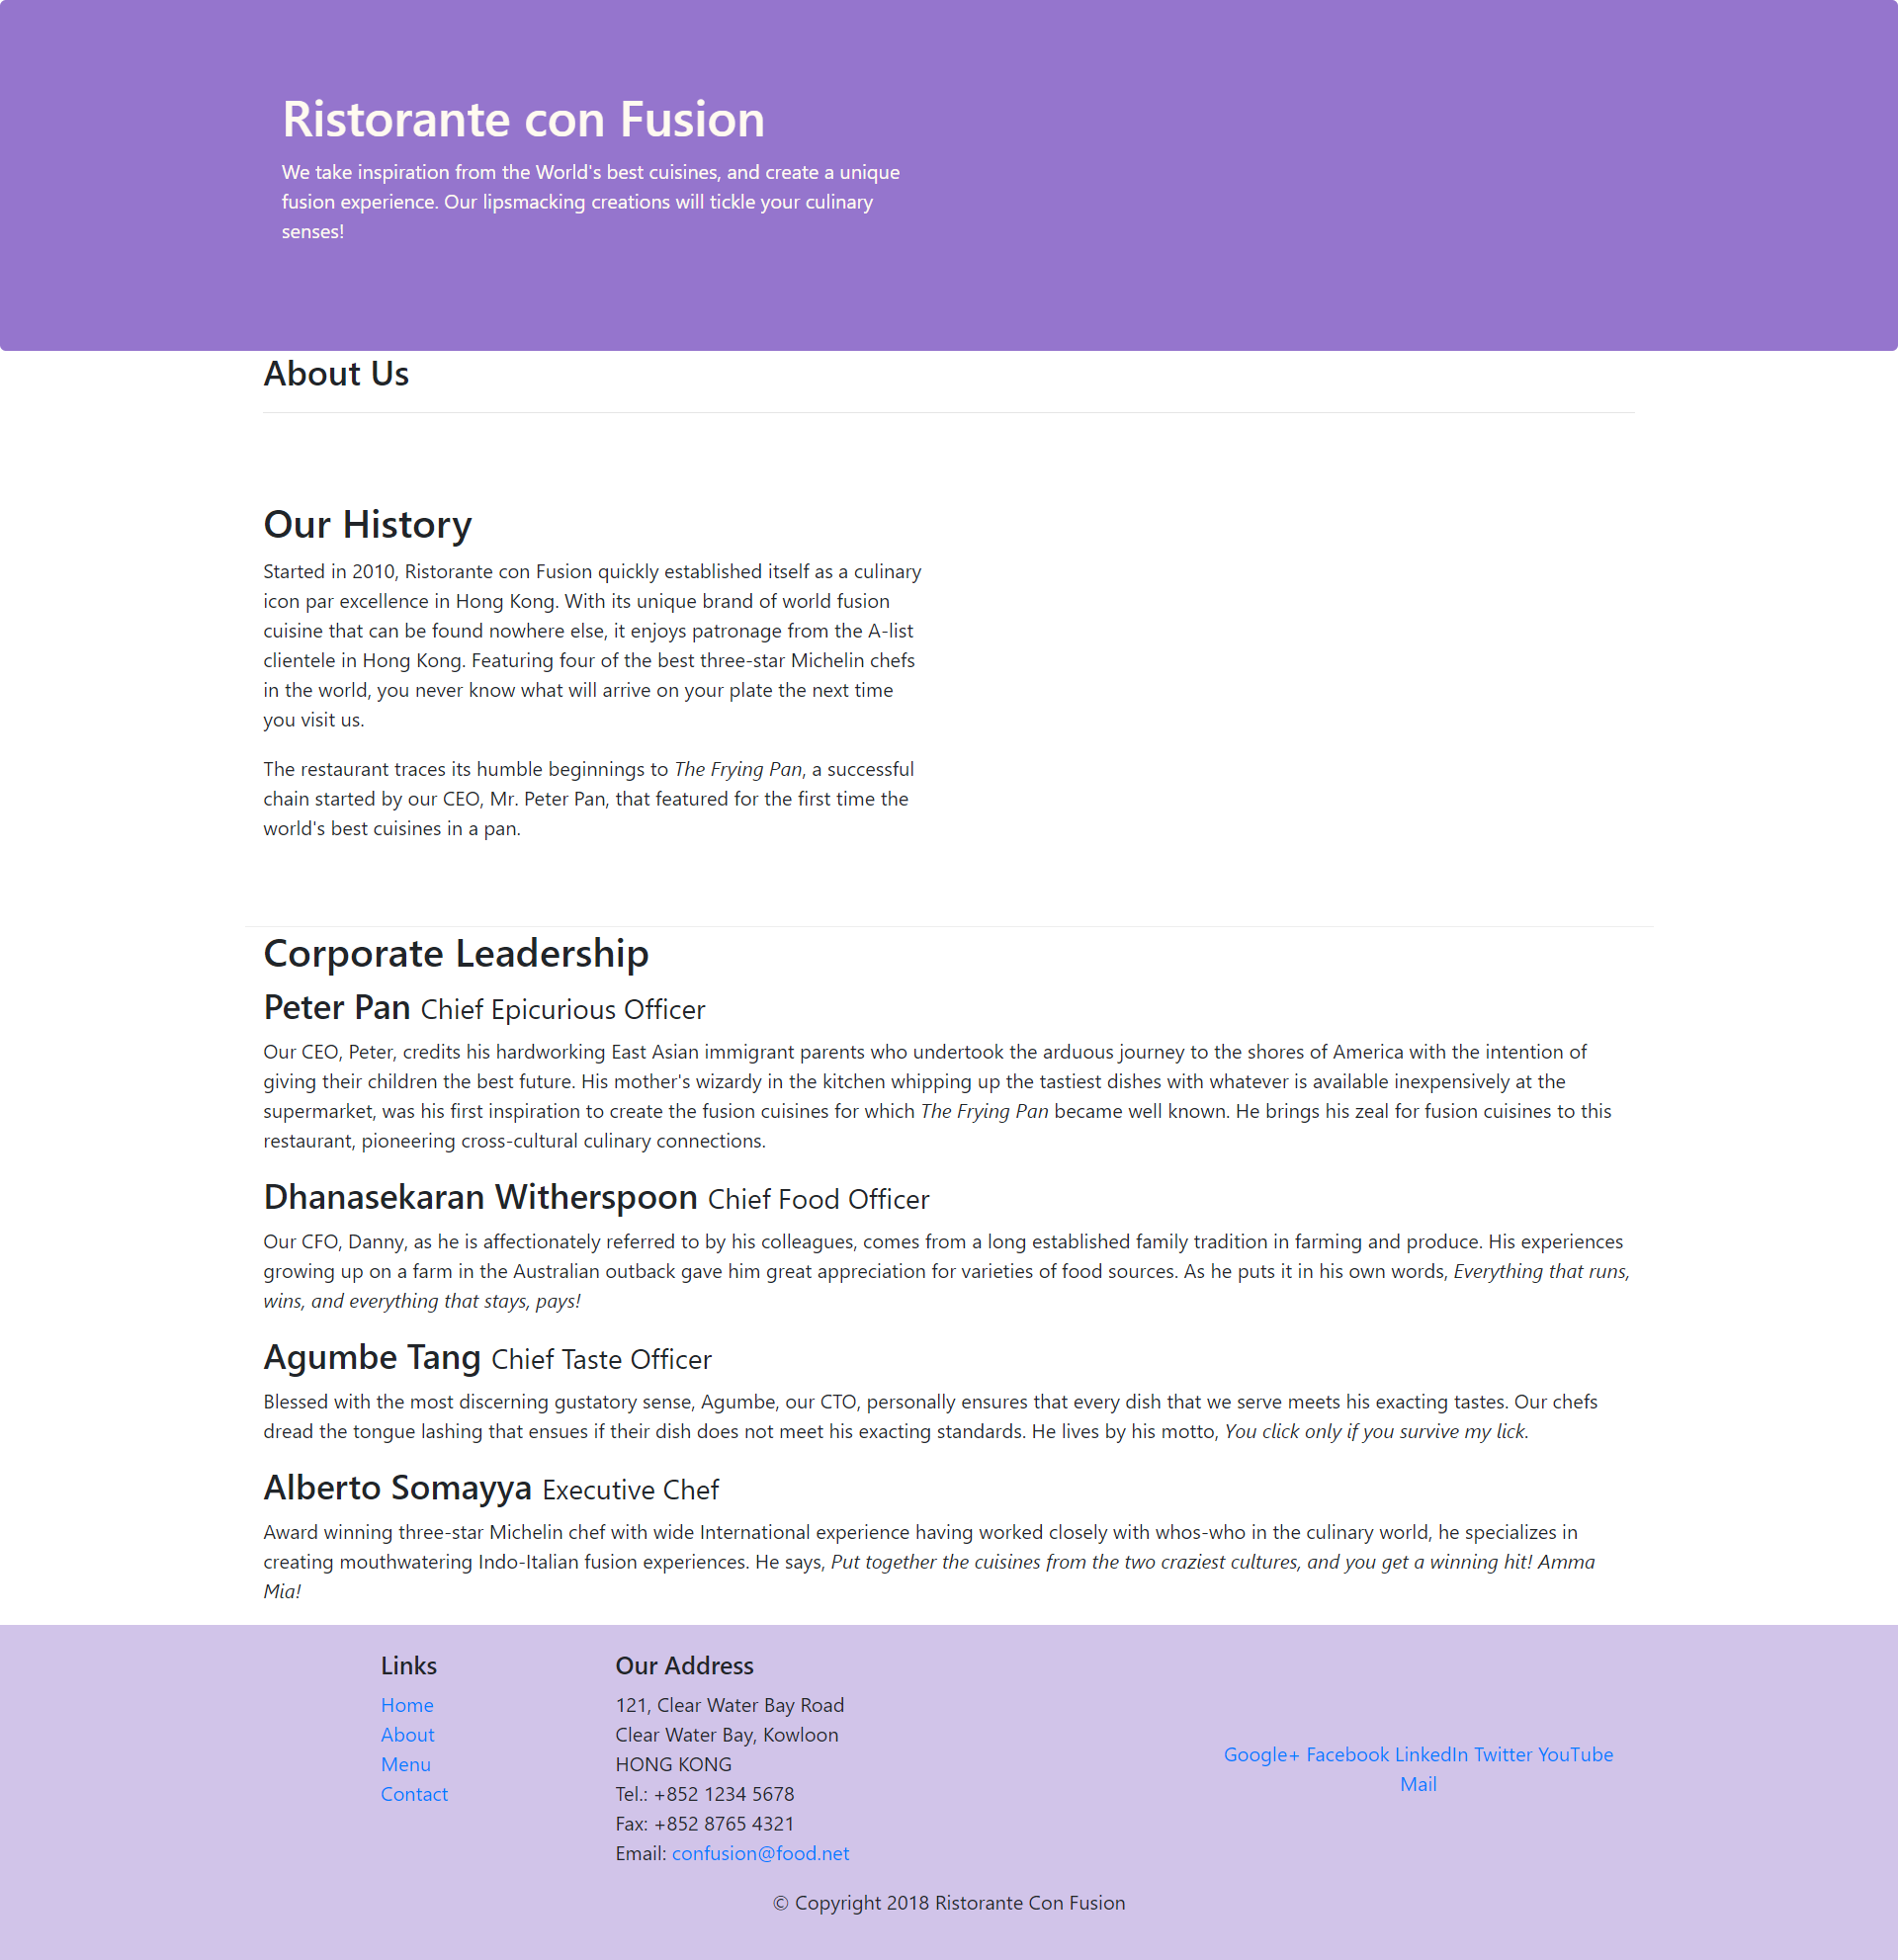 Ristorante con Fusion
We take inspiration from the World's best cuisines, and create a unique
fusion experience. Our lipsmacking creations will tickle your culinary
senses!
About Us
Our History
Started in 2010, Ristorante con Fusion quickly established itself as a culinary
icon par excellence in Hong Kong. With its unique brand of world fusion
cuisine that can be found nowhere else, it enjoys patronage from the A-list
clientele in Hong Kong. Featuring four of the best three-star Michelin chefs
in the world, you never know what will arrive on your plate the next time
you visit us.
The restaurant traces its humble beginnings to The Frying Pan, a successful
chain started by our CEO, Mr. Peter Pan, that featured for the first time the
world's best cuisines in a pan.
Corporate Leadership
Peter Pan Chief Epicurious Officer
Our CEO, Peter, credits his hardworking East Asian immigrant parents who undertook the arduous journey to the shores of America with the intention of
giving their children the best future. His mother's wizardy in the kitchen whipping up the tastiest dishes with whatever is available inexpensively at the
supermarket, was his first inspiration to create the fusion cuisines for which The Frying Pan became well known. He brings his zeal for fusion cuisines to this
restaurant, pioneering cross-cultural culinary connections.
Dhanasekaran Witherspoon Chief Food Officer
Our CFO, Danny, as he is affectionately referred to by his colleagues, comes from a long established family tradition in farming and produce. His experiences
growing up on a farm in the Australian outback gave him great appreciation for varieties of food sources. As he puts it in his own words, Everything that runs,
wins, and everything that stays, pays!
Agumbe Tang Chief Taste Officer
Blessed with the most discerning gustatory sense, Agumbe, our CTO, personally ensures that every dish that we serve meets his exacting tastes. Our chefs
dread the tongue lashing that ensues if their dish does not meet his exacting standards. He lives by his motto, You click only if you survive my lick.
Alberto Somayya Executive Chef
Award winning three-star Michelin chef with wide International experience having worked closely with whos-who in the culinary world, he specializes in
creating mouthwatering Indo-Italian fusion experiences. He says, Put together the cuisines from the two craziest cultures, and you get a winning hit! Amma
Mia!
Links
Home
About
Menu
Contact
Our Address
121, Clear Water Bay Road
Clear Water Bay, Kowloon
HONG KONG
Tel.: +852 1234 5678
Fax: +852 8765 4321
Email: confusion@food.net
Google+ Facebook LinkedIn Twitter YouTube
Mail
© Copyright 2018 Ristorante Con Fusion